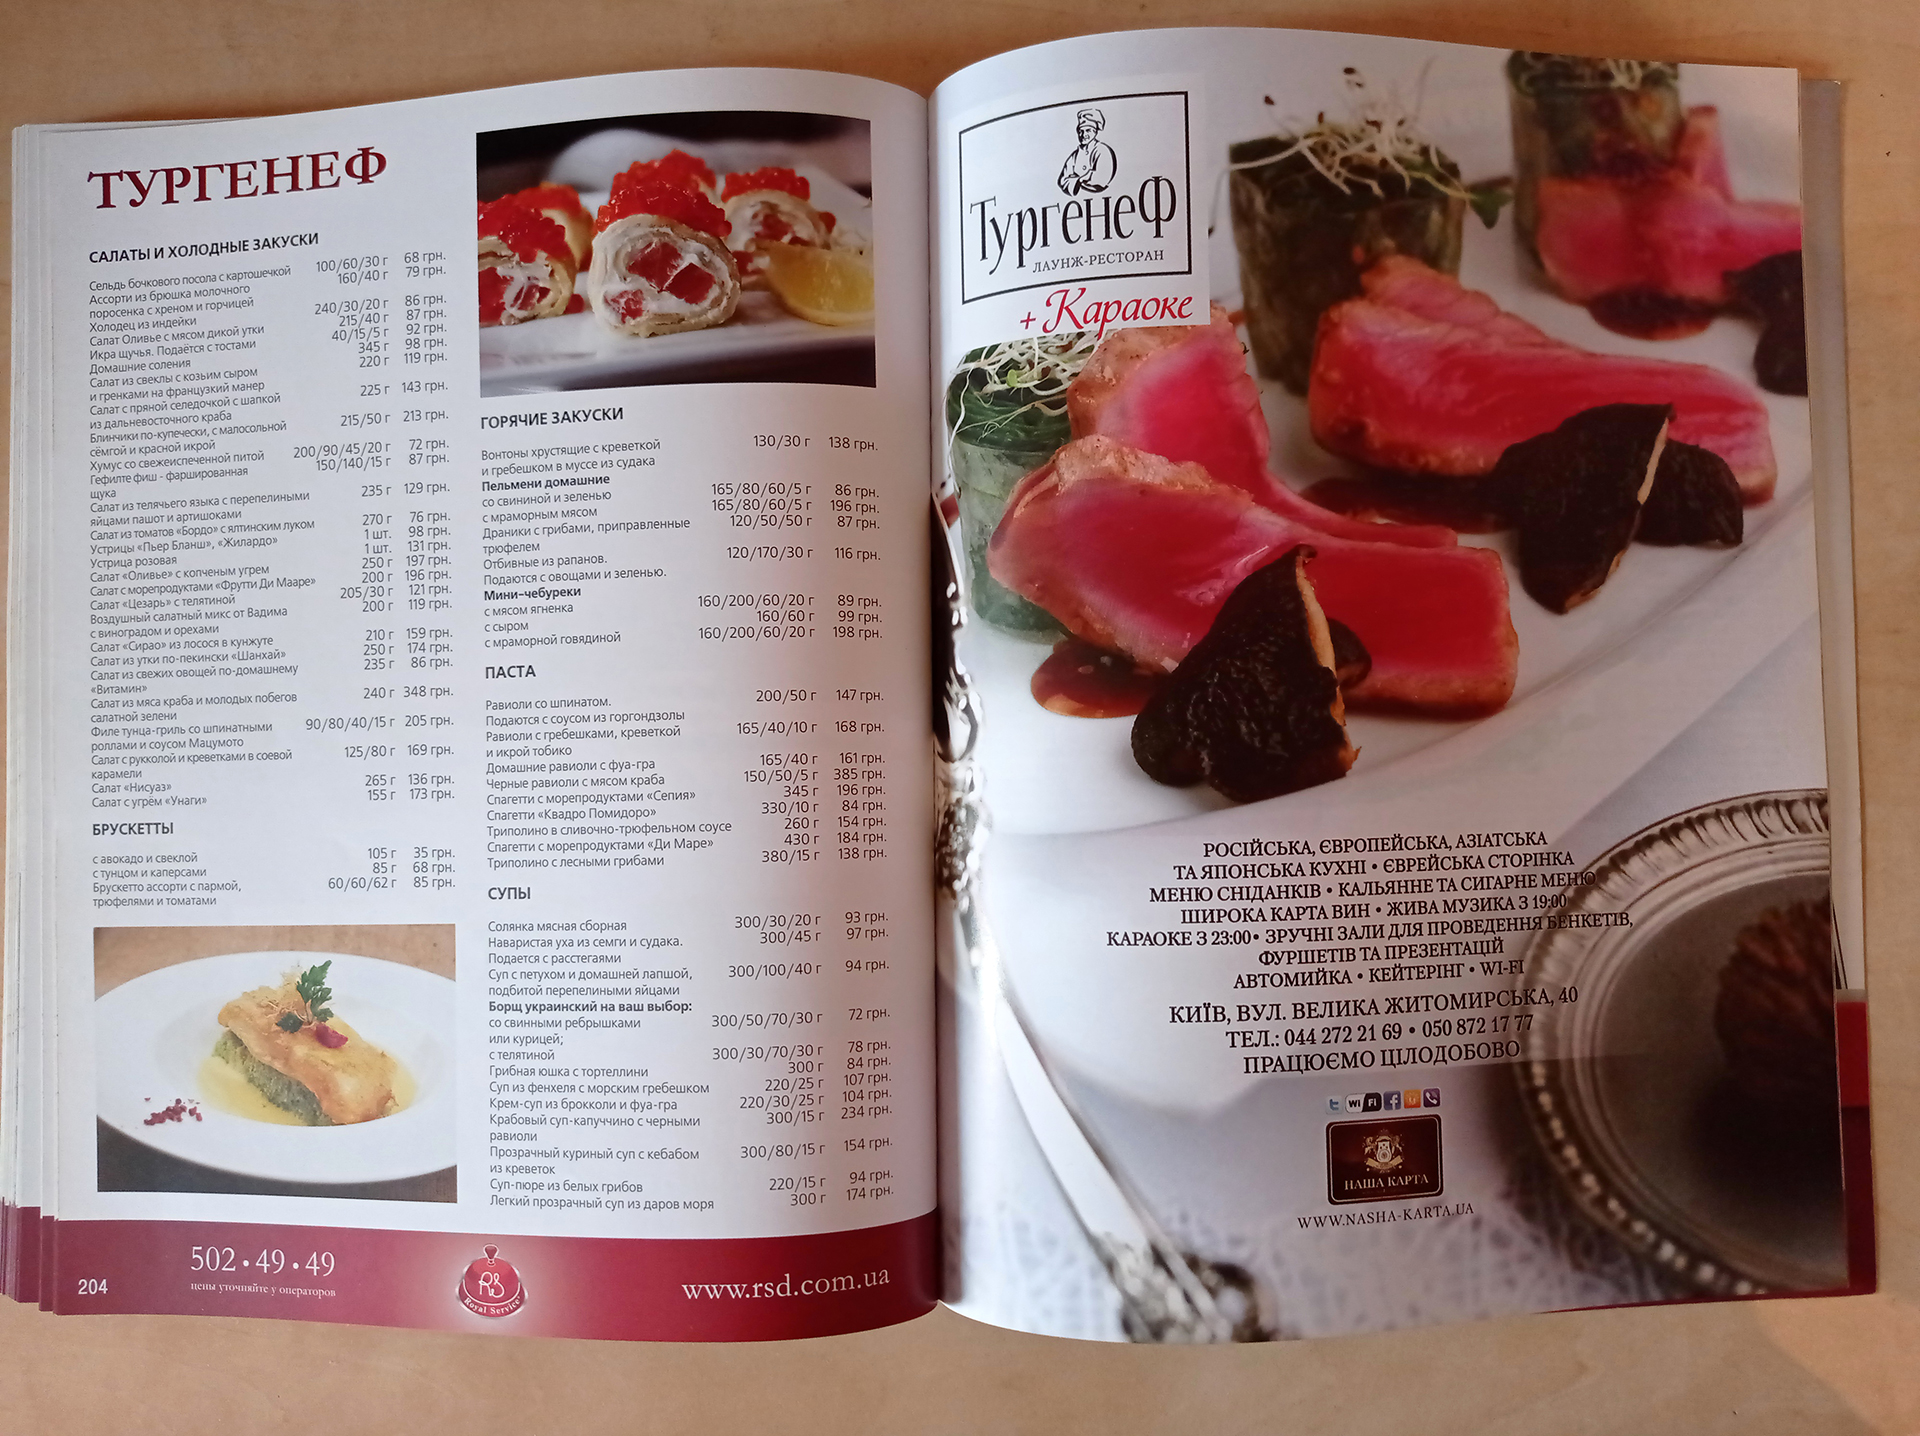 ТУРГЕНЕФ
САЛАТЫ И ХОЛОДНЫЕ ЗАКУСКИ
Сельдь бочкового посола с картошечкой 100/60/30 г 68 грн.
Ассорти из брюшка молочного 160/40 г 79 грн.
поросенка с хреном и горчицей
Холодец из индейки 240/30/20 г 86 грн.
Салат Оливье с мясом дикой утки 215/40 г 87 грн.
Икра щучья. Подаётся с тостами 40/15/5 г 92 грн.
Домашние соления 345 г 98 грн.
Салат из свеклы с козьим сыром 220 г 119 грн.
и гренками на французкий манер
Салат с пряной селедочкой с шапкой 225 г 143 грн.
из дальневосточного краба
Блинчики по-купечески, с малосольной 215/50 г 213 грн.
сёмгой и красной икрой
Хумус со свежеиспеченной питой 200/90/45/20 г 72 грн.
Гефилте фиш - фаршированная 150/140/15 г 87 грн.
щука
Салат из телячьего языка с перепелиными 235 г 129 грн.
яйцами пашот и артишоками
Салат из томатов «Бордо» с ялтинским луком 270 г 76 грн.
Устрицы «Пьер Бланш», «Жилардо» 1 шт. 98 грн.
Устрица розовая 1 шт. 131 грн.
Салат «Оливье» с копченым угрем 250 г 197 грн.
Салат с морепродуктами «Фрутти Ди Мааре» 200 г 196 грн.
Салат «Цезарь» с телятиной 205/30 г 121 грн.
Воздушный салатный микс от Вадима 200 г 119 грн.
с виноградом и орехами
Салат «Сирао» из лосося в кунжуте 210 г 159 грн.
Салат из утки по-пекински «Шанхай» 250 г 174 грн.
Салат из свежих овощей по-домашнему 235 г 86 грн.
«Витамин»
Салат из мяса краба и молодых побегов 240 г 348 грн.
салатной зелени
Филе тунца-гриль со шпинатными 90/80/40/15 г 205 грн.
роллами и соусом Мацумото
Салат с рукколой и креветками в соевой 125/80 г 169 грн.
карамели
Салат «Нисуаз» 265 г 136 грн.
Салат с угрём «Унаги» 155 г 173 грн.
БРУСКЕТТЫ
с авокадо и свеклой 105 г 35 грн.
с тунцом и каперсами 85 г 68 грн.
Брускетто ассорти с пармой, 60/60/62 г 85 грн.
трюфелями и томатами
ГОРЯЧИЕ ЗАКУСКИ
Вонтоны хрустящие с креветкой 130/30 г 138 грн.
и гребешком в муссе из судака
Пельмени домашние
со свининой и зеленью 165/80/60/5 г 86 грн.
с мраморным мясом 165/80/60/5 г 196 грн.
Драники с грибами, приправленные 120/50/50 г 87 грн.
трюфелем
Отбивные из рапанов. 120/170/30 г 116 грн.
Подаются с овощами и зеленью.
Мини-чебуреки
с мясом ягненка 160/200/60/20 г 89 грн.
с сыром 160/60 г 99 грн.
с мраморной говядиной 160/200/60/20 г 198 грн.
ПАСТА
Равиоли со шпинатом. 200/50 г 147 грн.
Подаются с соусом из горгондзолы
Равиоли с гребешками, креветкой 165/40/10 г 168 грн.
и икрой тобико
Домашние равиоли с фуа-гра 165/40 г 161 грн.
Черные равиоли с мясом краба 150/50/5 г 385 грн.
Спагетти с морепродуктами «Сепия» 345 г 196 грн.
Спагетти «Квадро Помидоро» 330/10 г 84 грн.
Триполино в сливочно-трюфельном соусе 260 г 154 грн.
Спагетти с морепродуктами «Ди Маре» 430 г 184 грн.
Триполино с лесными грибами 380/15 г 138 грн.
СУПЫ
Солянка мясная сборная 300/30/20 г 93 грн.
Наваристая уха из семги и судака. 300/45 г 97 грн.
Подается с расстегаями
Суп с петухом и домашней лапшой, 300/100/40 г 94 грн.
подбитой перепелиными яйцами
Борщ украинский на ваш выбор:
со свинными ребрышками 300/50/70/30 г 72 грн.
или курицей;
с телятиной 300/30/70/30 г 78 грн.
Грибная юшка с тортеллини 300 г 84 грн.
Суп из фенхеля с морским гребешком 220/25 г 107 грн.
Крем-суп из брокколи и фуа-гра 220/30/25 г 104 грн.
Крабовый суп-капуччино с черными 300/15 г 234 грн.
равиоли
Прозрачный куриный суп с кебабом 300/80/15 г 154 грн.
из креветок
Суп-пюре из белых грибов 220/15 г 94 грн.
Легкий прозрачный суп из даров моря 300 г 174 грн.
204
502 • 49 • 49
цены уточняйте у операторов
RS
Royal Service
www.rsd.com.ua
ТургенеФ
ЛАУНЖ-РЕСТОРАН
+ Караоке
РОСІЙСЬКА, ЄВРОПЕЙСЬКА, АЗІАТСЬКА
ТА ЯПОНСЬКА КУХНІ • ЄВРЕЙСЬКА СТОРІНКА
МЕНЮ СНІДАНКІВ • КАЛЬЯННЕ ТА СИГАРНЕ МЕНЮ
ШИРОКА КАРТА ВИН • ЖИВА МУЗИКА З 19:00
КАРАОКЕ З 23:00 • ЗРУЧНІ ЗАЛИ ДЛЯ ПРОВЕДЕННЯ БЕНКЕТІВ,
ФУРШЕТІВ ТА ПРЕЗЕНТАЦІЙ
АВТОМИЙКА • КЕЙТЕРІНГ • WI-FI
КИЇВ, ВУЛ. ВЕЛИКА ЖИТОМИРСЬКА, 40
ТЕЛ.: 044 272 21 69 • 050 872 17 77
ПРАЦЮЄМО ЦІЛОДОБОВО
Wi Fi
НАША КАРТА
WWW.NASHA-KARTA.UA